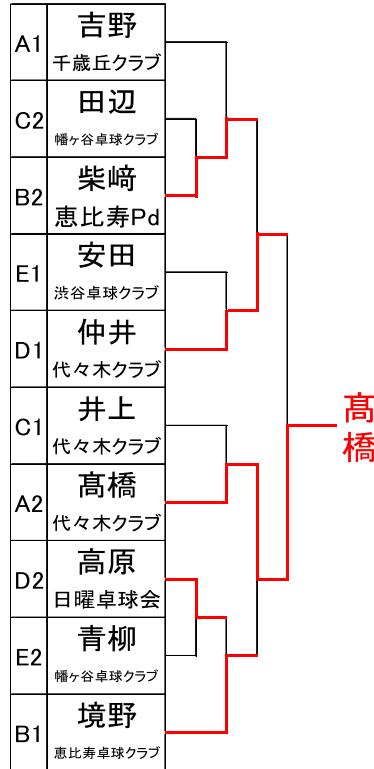 A1
吉野
千歳丘クラブ
C2
田辺
幡ヶ谷卓球クラブ
B2
柴﨑
恵比寿Pd
E1
安田
渋谷卓球クラブ
D1
仲井
代々木クラブ
C1
井上
代々木クラブ
A2
髙橋
代々木クラブ
D2
高原
日曜卓球会
E2
青柳
幡ヶ谷卓球クラブ
B1
境野
恵比寿卓球クラブ
髙橋